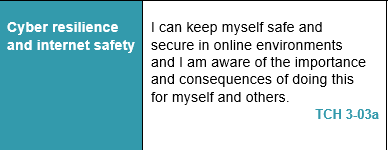 Cyber resilience
and internet safety
I can keep myself safe and
secure in online environments
and I am aware of the importance
and consequences of doing this
for myself and others.
TCH 3-03a